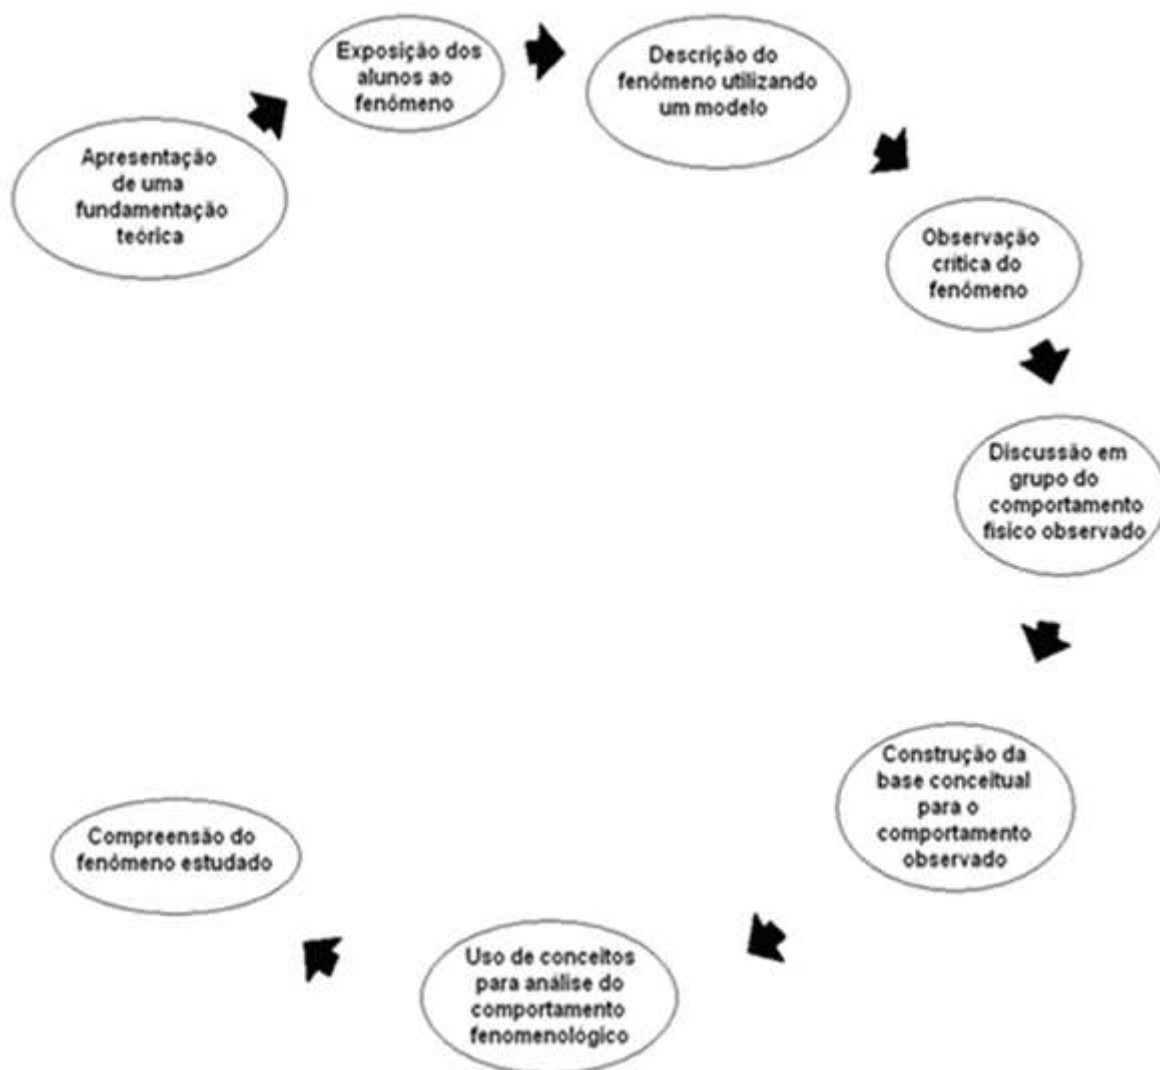 Apresentação
de uma
fundamentação
teórica
Exposição dos
alunos ao
fenómeno
Descrição do
fenómeno utilizando
um modelo
Observação
crítica do
fenómeno
Discussão em
grupo do
comportamento
físico observado
Construção da
base conceitual
para o
comportamento
observado
Uso de conceitos
para análise do
comportamento
fenomenológico
Compreensão do
fenómeno estudado